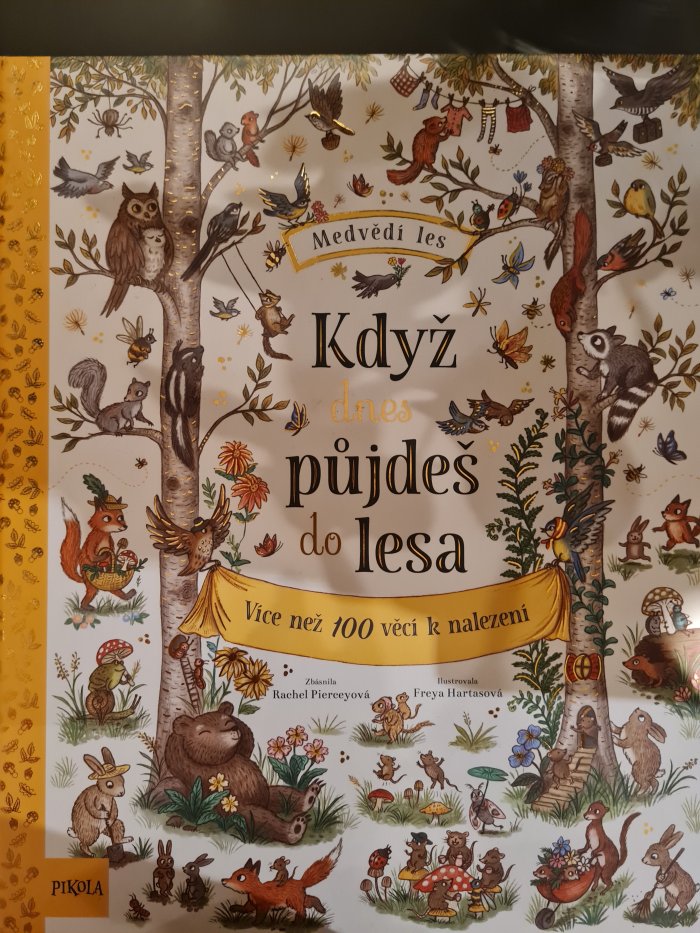 Medvědí les
Když
dnes
půjdeš
do lesa
Více než 100 věcí k nalezení
Zbásnila
Rachel Pierceyová
Ilustrovala
Freya Hartasová
PIKOLA